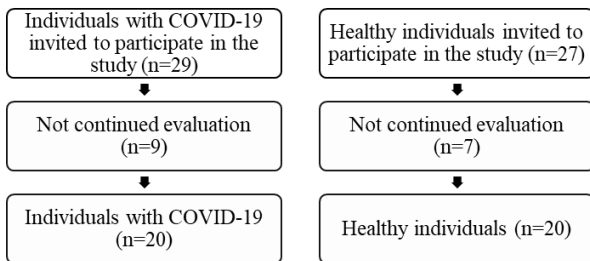 Individuals with COVID-19
invited to participate in the
study (n=29)
Not continued evaluation
(n=9)
Individuals with COVID-19
(n=20)
Healthy individuals invited to
participate in the study (n=27)
Not continued evaluation
(n=7)
Healthy individuals (n=20)